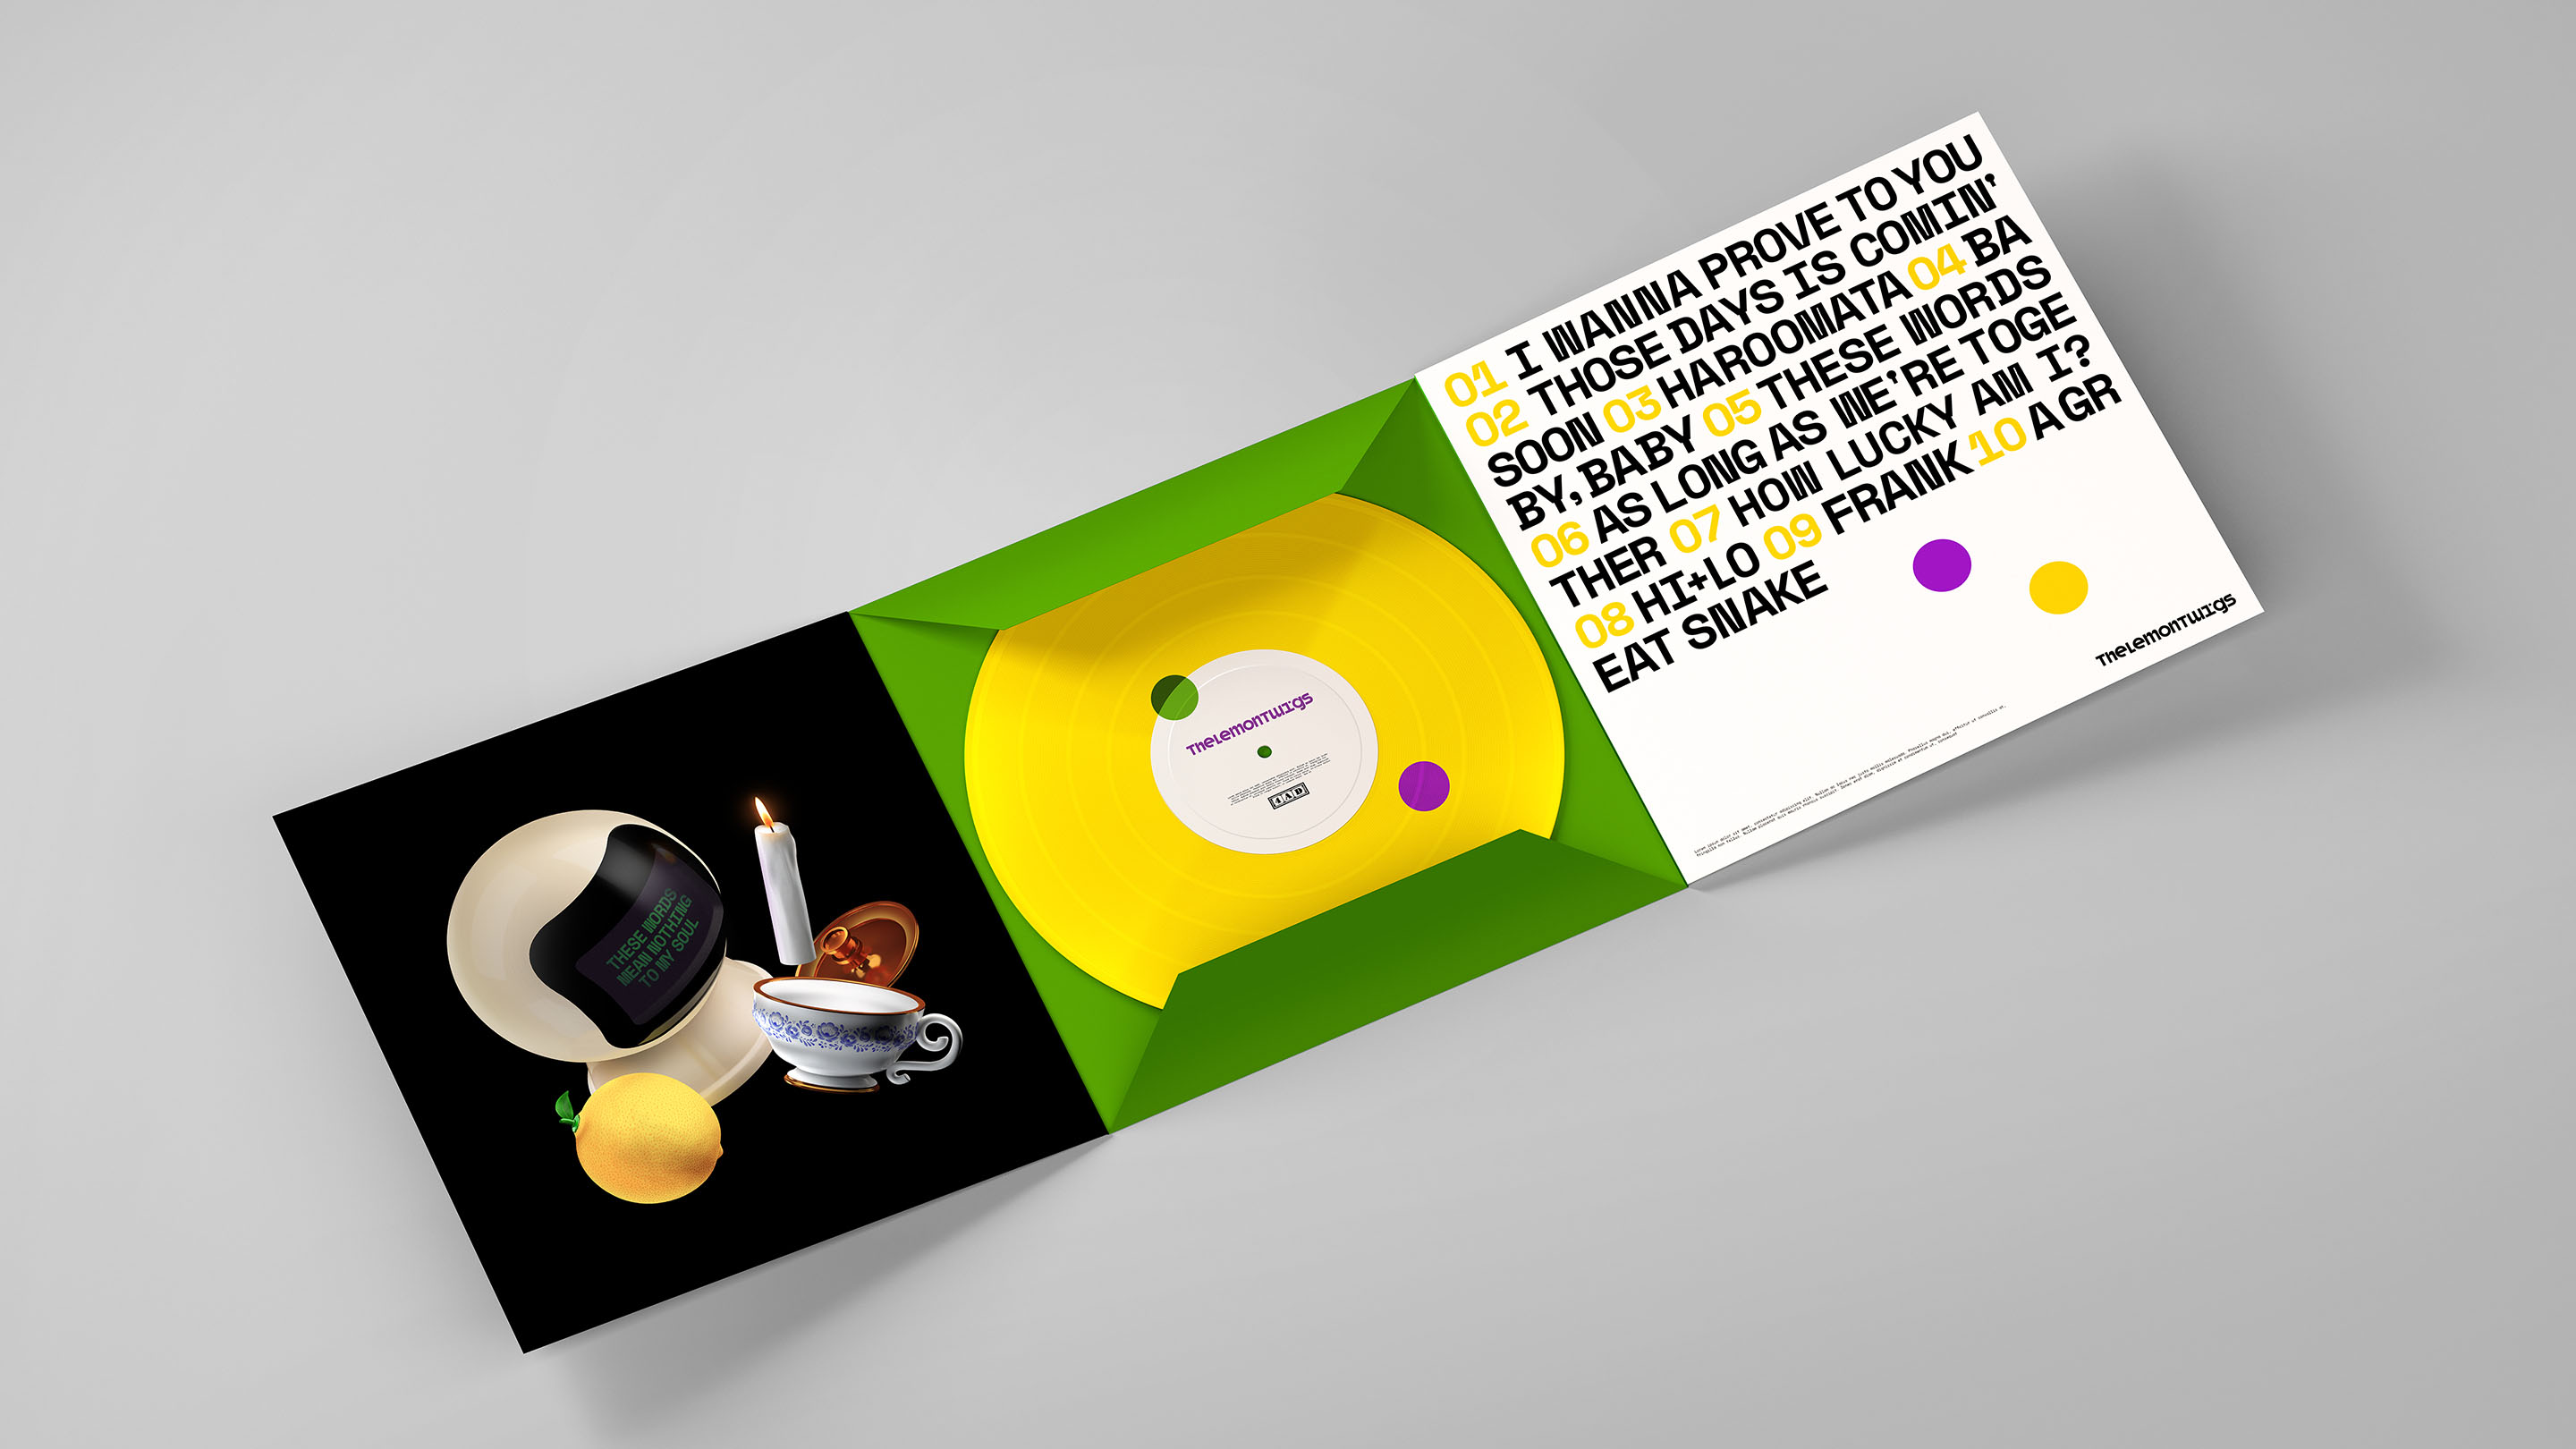 THESE WORDS
MEAN NOTHING
TO MY SOUL
TheLemonTwigs
4AD
01 I WANNA PROVE TO YOU
02 THOSE DAYS IS COMIN'
SOON 03 HAROOMATA 04 BA
BY, BABY 05 THESE WORDS
06 AS LONG AS WE'RE TOGE
THER 07 HOW LUCKY AM I?
08 HI+LO 09 FRANK 10 A GR
EAT SNAKE
TheLemonTwigs